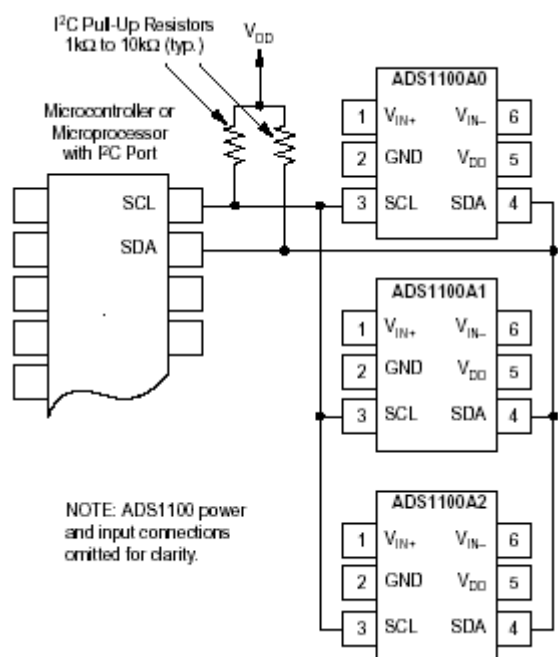 I²C Pull-Up Resistors
1kΩ to 10kΩ (typ.)
V_DD
Microcontroller or
Microprocessor
with I²C Port
SCL
SDA
ADS1100A0
1 V_IN+ V_IN– 6
2 GND V_DD 5
3 SCL SDA 4
ADS1100A1
1 V_IN+ V_IN– 6
2 GND V_DD 5
3 SCL SDA 4
NOTE: ADS1100 power
and input connections
omitted for clarity.
ADS1100A2
1 V_IN+ V_IN– 6
2 GND V_DD 5
3 SCL SDA 4